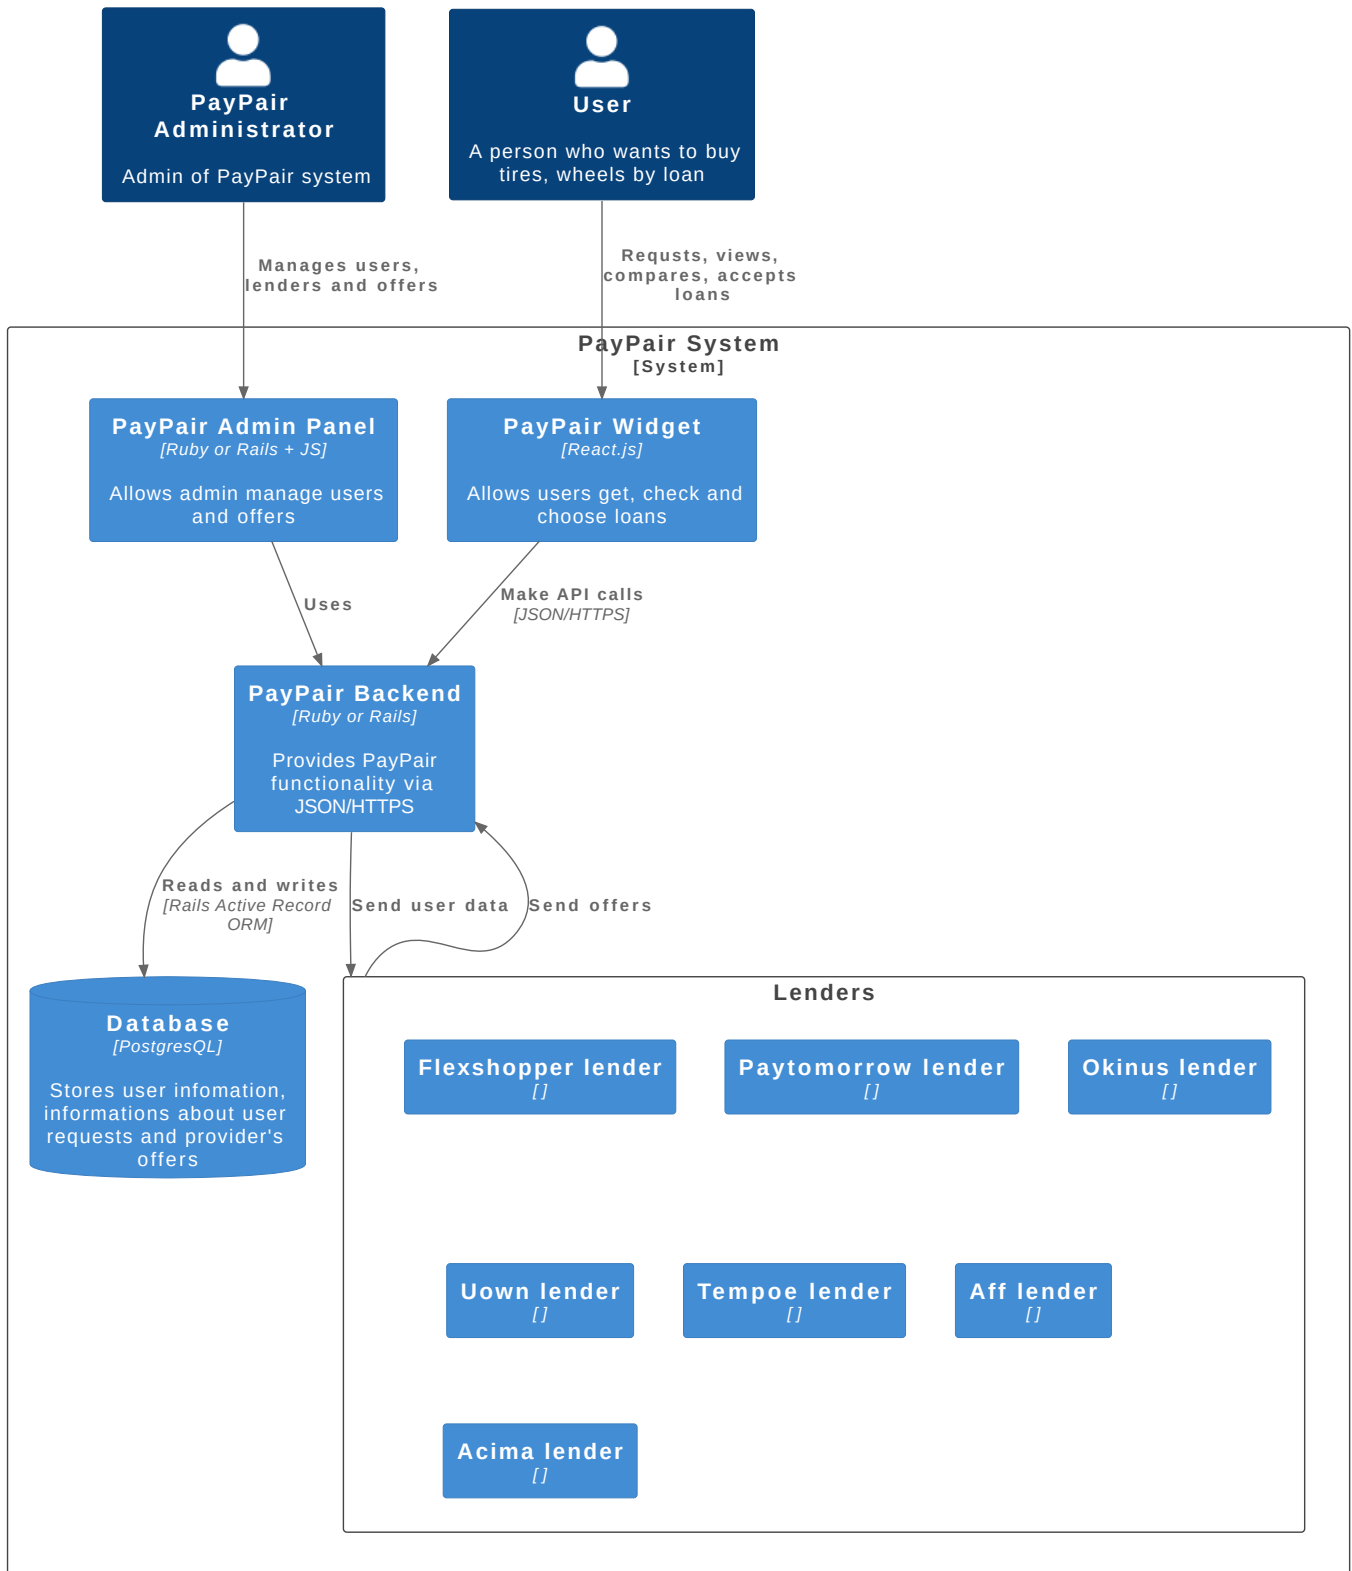 PayPair
Administrator
Admin of PayPair system
User
A person who wants to buy
tires, wheels by loan
Manages users,
lenders and offers
Requsts, views,
compares, accepts
loans
PayPair System
[System]
PayPair Admin Panel
[Ruby or Rails + JS]
Allows admin manage users
and offers
PayPair Widget
[React.js]
Allows users get, check and
choose loans
Uses
Make API calls
[JSON/HTTPS]
PayPair Backend
[Ruby or Rails]
Provides PayPair
functionality via
JSON/HTTPS
Reads and writes
[Rails Active Record
ORM]
Send user data
Send offers
Database
[PostgresQL]
Stores user infomation,
informations about user
requests and provider's
offers
Lenders
Flexshopper lender
[ ]
Paytomorrow lender
[ ]
Okinus lender
[ ]
Uown lender
[ ]
Tempoe lender
[ ]
Aff lender
[ ]
Acima lender
[ ]